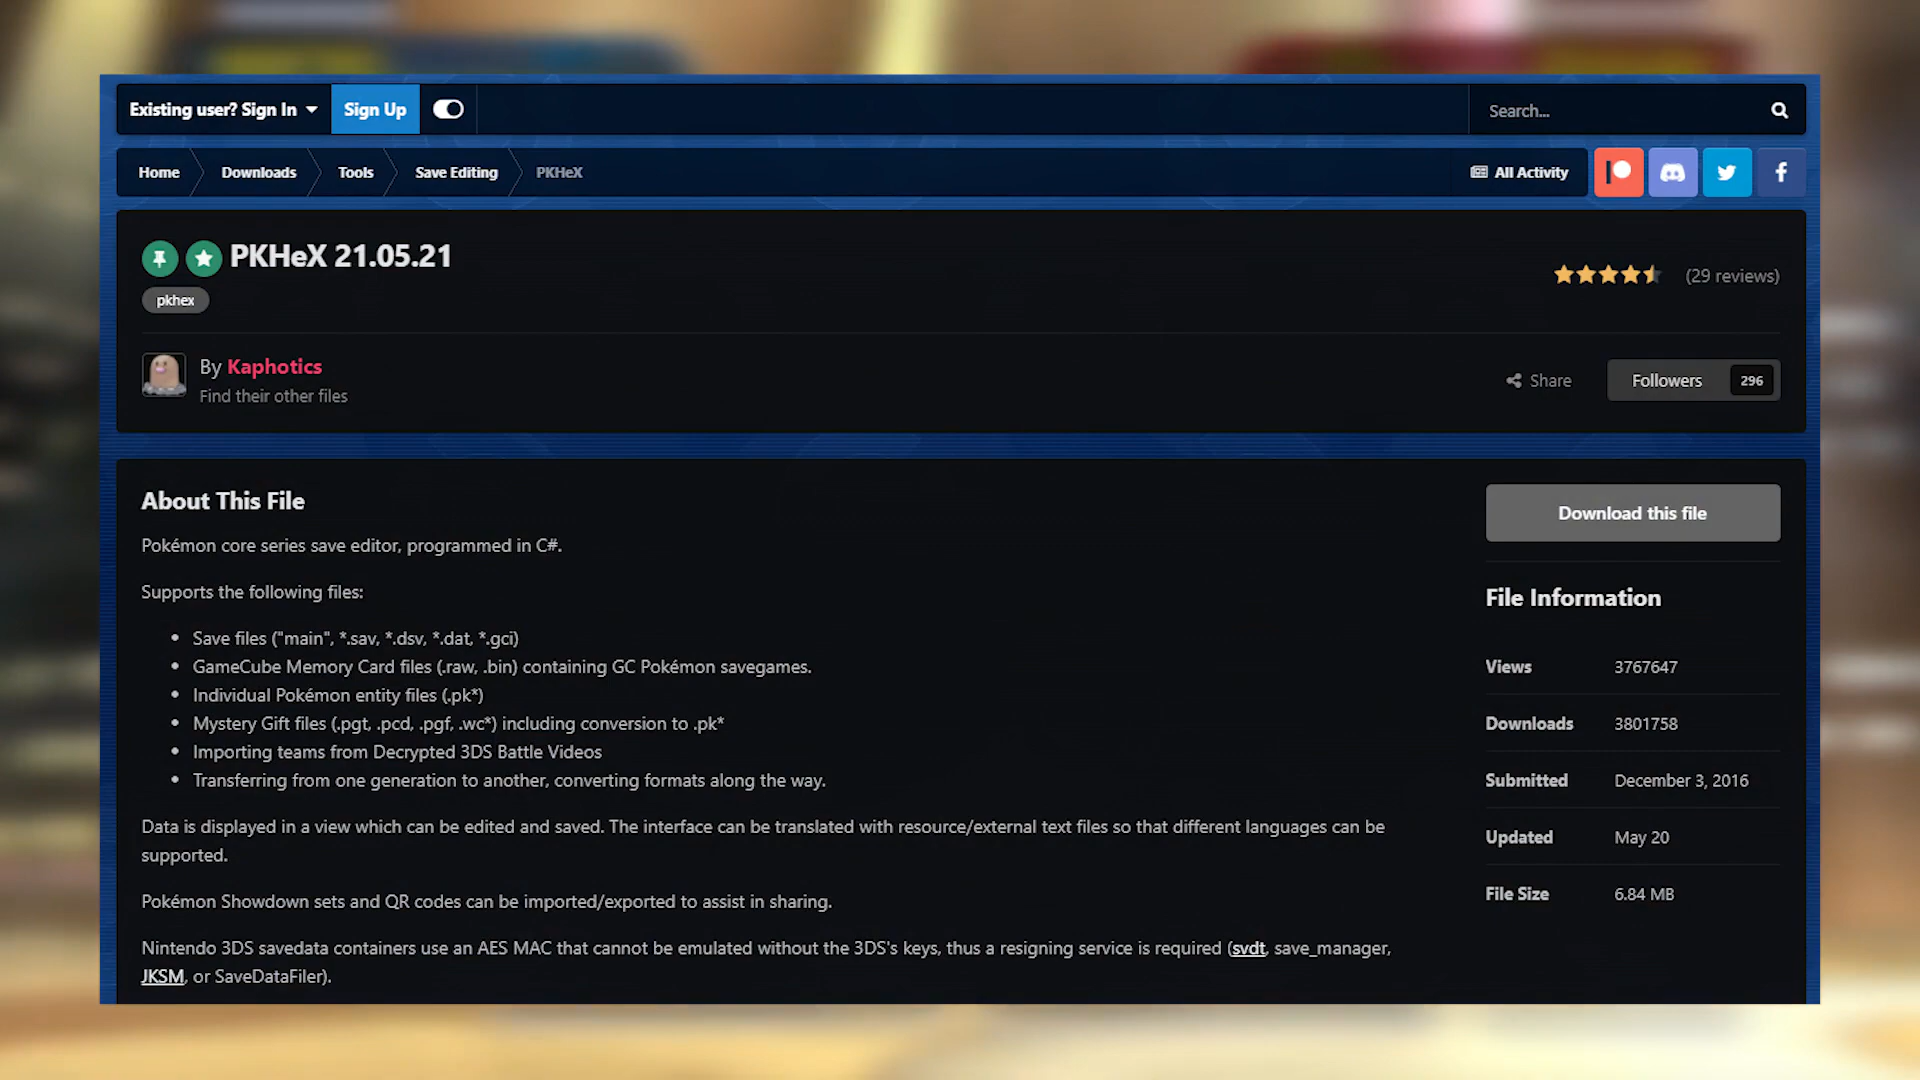 Existing user? Sign In
Sign Up
Search...
Home
Downloads
Tools
Save Editing
PKHeX
All Activity
PKHeX 21.05.21
pkhex
(29 reviews)
By Kaphotics
Find their other files
Share
Followers
296
About This File
Pokémon core series save editor, programmed in C#.
Supports the following files:
Save files ("main", *.sav, *.dsv, *.dat, *.gci)
GameCube Memory Card files (.raw, .bin) containing GC Pokémon savegames.
Individual Pokémon entity files (.pk*)
Mystery Gift files (.pgt, .pcd, .pgf, .wc*) including conversion to .pk*
Importing teams from Decrypted 3DS Battle Videos
Transferring from one generation to another, converting formats along the way.
Data is displayed in a view which can be edited and saved. The interface can be translated with resource/external text files so that different languages can be
supported.
Pokémon Showdown sets and QR codes can be imported/exported to assist in sharing.
Nintendo 3DS savedata containers use an AES MAC that cannot be emulated without the 3DS's keys, thus a resigning service is required (svdt, save_manager,
JKSM, or SaveDataFiler).
Download this file
File Information
Views 3767647
Downloads 3801758
Submitted December 3, 2016
Updated May 20
File Size 6.84 MB